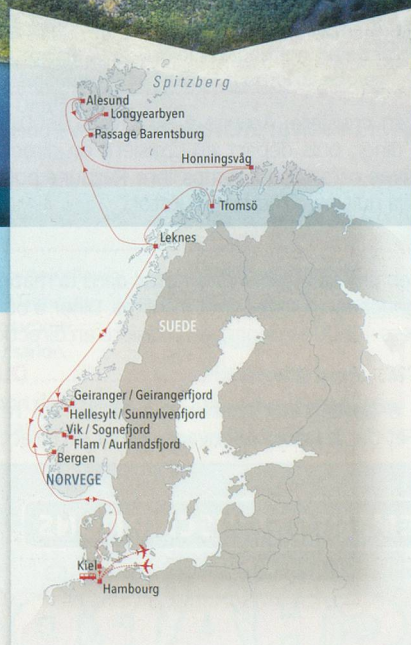 Spitzberg
Alesund
Longyearbyen
Passage Barentsburg
Honningsvåg
Tromsö
Leknes
SUEDE
Geiranger / Geirangerfjord
Hellesylt / Sunnylvenfjord
Vik / Sognefjord
Flam / Aurlandsfjord
Bergen
NORVEGE
Kiel
Hambourg